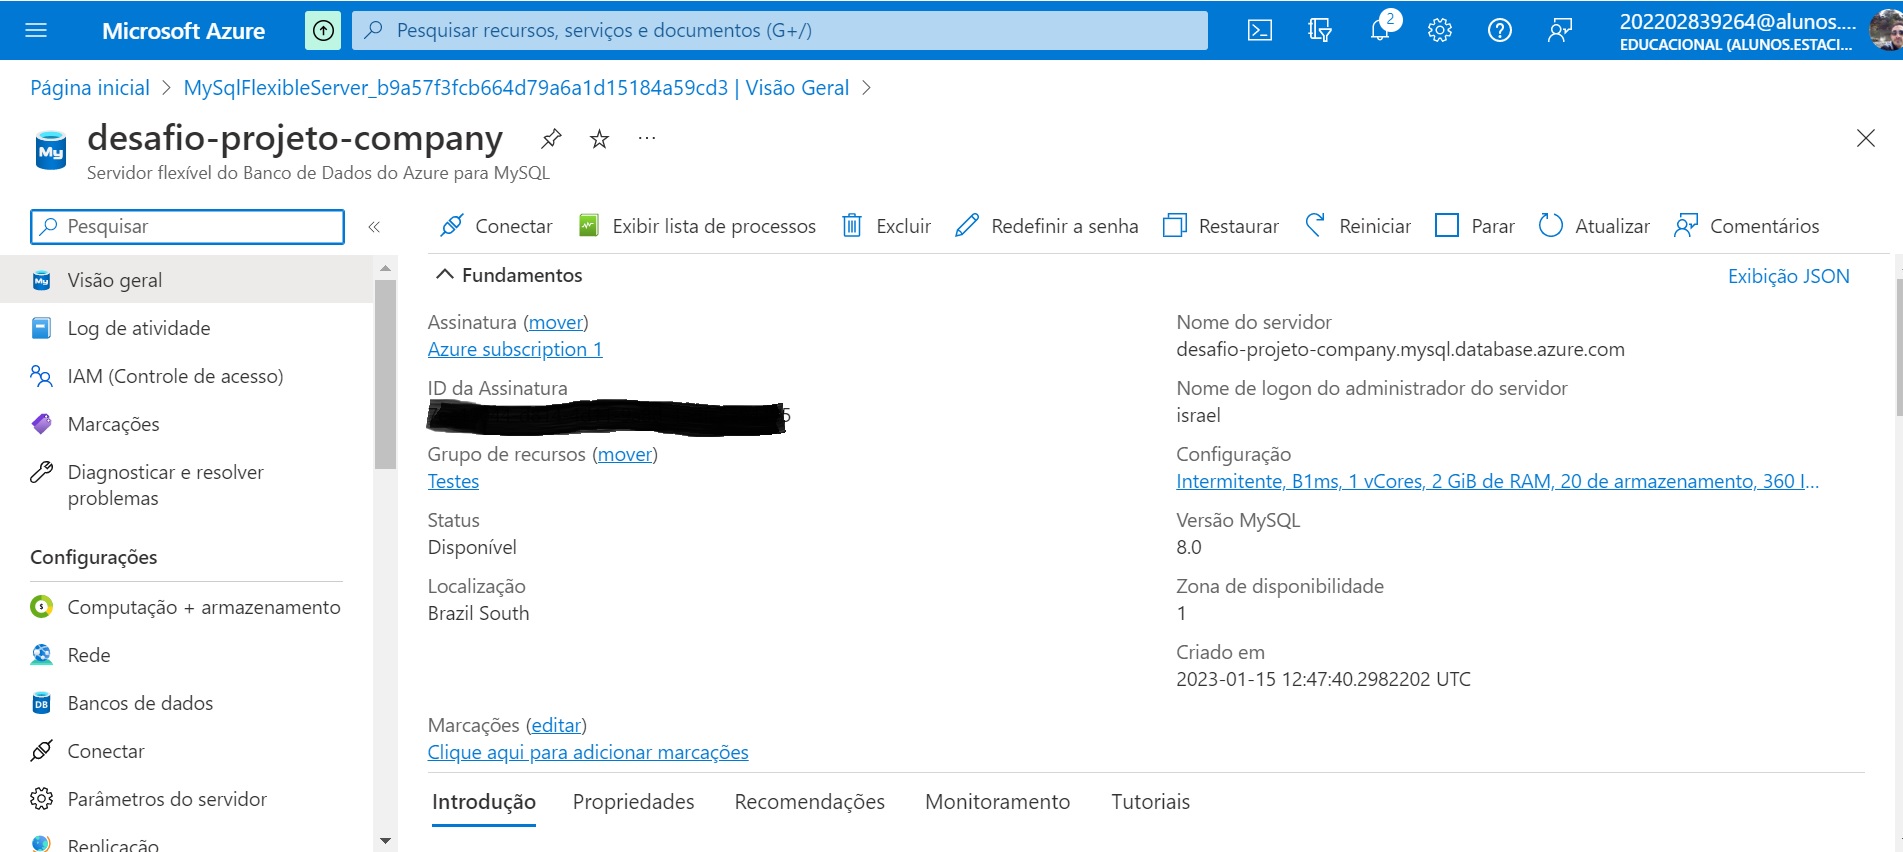 Microsoft Azure
Pesquisar recursos, serviços e documentos (G+/)
2
202202839264@alunos....
EDUCACIONAL (ALUNOS.ESTACI...
Página inicial > MySqlFlexibleServer_b9a57f3fcb664d79a6a1d15184a59cd3 | Visão Geral >
My
desafio-projeto-company
Servidor flexível do Banco de Dados do Azure para MySQL
Pesquisar
Conectar
Exibir lista de processos
Excluir
Redefinir a senha
Restaurar
Reiniciar
Parar
Atualizar
Comentários
Visão geral
Log de atividade
IAM (Controle de acesso)
Marcações
Diagnosticar e resolver
problemas
Configurações
Computação + armazenamento
Rede
Bancos de dados
Conectar
Parâmetros do servidor
Replicação
Fundamentos
Exibição JSON
Assinatura (mover)
Azure subscription 1
ID da Assinatura
5
Grupo de recursos (mover)
Testes
Status
Disponível
Localização
Brazil South
Nome do servidor
desafio-projeto-company.mysql.database.azure.com
Nome de logon do administrador do servidor
israel
Configuração
Intermitente, B1ms, 1 vCores, 2 GiB de RAM, 20 de armazenamento, 360 I...
Versão MySQL
8.0
Zona de disponibilidade
1
Criado em
2023-01-15 12:47:40.2982202 UTC
Marcações (editar)
Clique aqui para adicionar marcações
Introdução
Propriedades
Recomendações
Monitoramento
Tutoriais